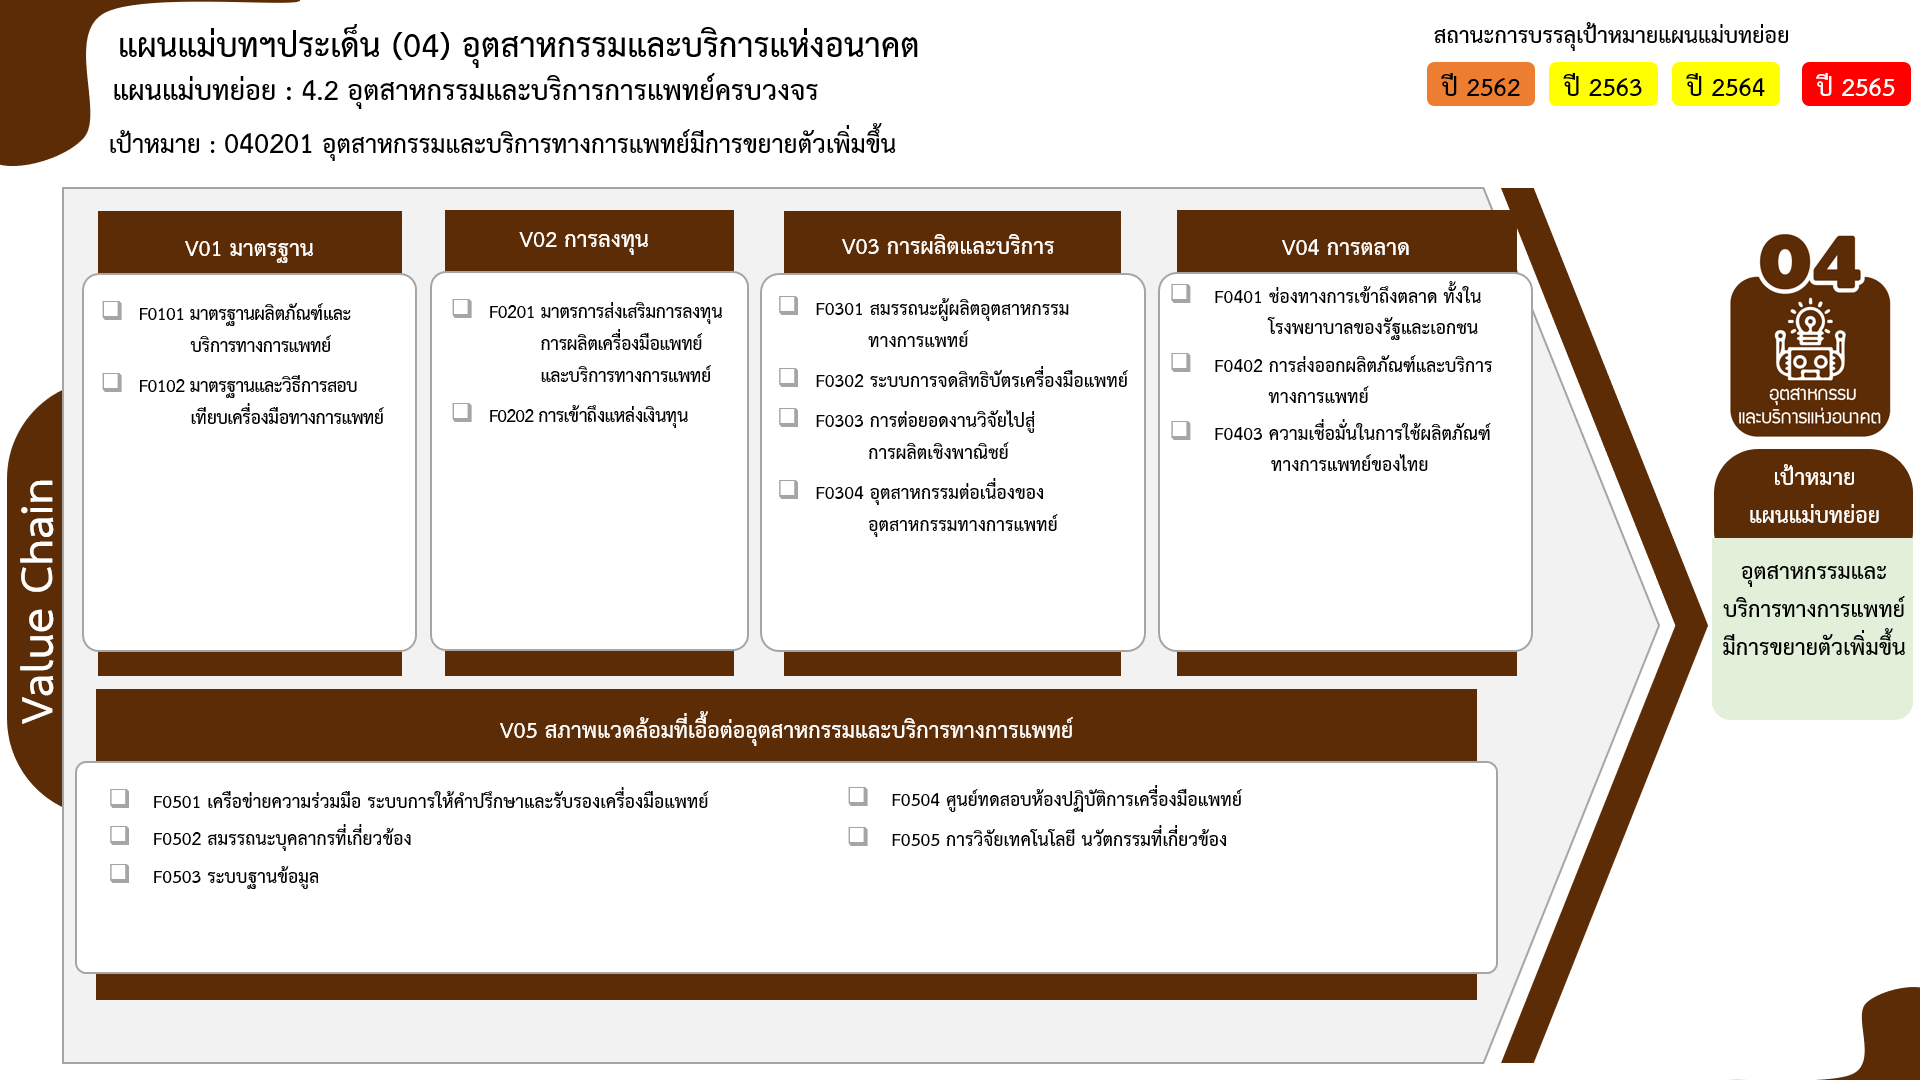 แผนแม่บทฯประเด็น (04) อุตสาหกรรมและบริการแห่งอนาคต
แผนแม่บทย่อย : 4.2 อุตสาหกรรมและบริการการแพทย์ครบวงจร
เป้าหมาย : 040201 อุตสาหกรรมและบริการทางการแพทย์มีการขยายตัวเพิ่มขึ้น
สถานะการบรรลุเป้าหมายแผนแม่บทย่อย
ปี 2562 ปี 2563 ปี 2564 ปี 2565
Value Chain
V01 มาตรฐาน
F0101 มาตรฐานผลิตภัณฑ์และ
บริการทางการแพทย์
F0102 มาตรฐานและวิธีการสอบ
เทียบเครื่องมือทางการแพทย์
V02 การลงทุน
F0201 มาตรการส่งเสริมการลงทุน
การผลิตเครื่องมือแพทย์
และบริการทางการแพทย์
F0202 การเข้าถึงแหล่งเงินทุน
V03 การผลิตและบริการ
F0301 สมรรถนะผู้ผลิตอุตสาหกรรม
ทางการแพทย์
F0302 ระบบการจดสิทธิบัตรเครื่องมือแพทย์
F0303 การต่อยอดงานวิจัยไปสู่
การผลิตเชิงพาณิชย์
F0304 อุตสาหกรรมต่อเนื่องของ
อุตสาหกรรมทางการแพทย์
V04 การตลาด
F0401 ช่องทางการเข้าถึงตลาด ทั้งใน
โรงพยาบาลของรัฐและเอกชน
F0402 การส่งออกผลิตภัณฑ์และบริการ
ทางการแพทย์
F0403 ความเชื่อมั่นในการใช้ผลิตภัณฑ์
ทางการแพทย์ของไทย
V05 สภาพแวดล้อมที่เอื้อต่ออุตสาหกรรมและบริการทางการแพทย์
F0501 เครือข่ายความร่วมมือ ระบบการให้คำปรึกษาและรับรองเครื่องมือแพทย์
F0502 สมรรถนะบุคลากรที่เกี่ยวข้อง
F0503 ระบบฐานข้อมูล
F0504 ศูนย์ทดสอบห้องปฏิบัติการเครื่องมือแพทย์
F0505 การวิจัยเทคโนโลยี นวัตกรรมที่เกี่ยวข้อง
04
อุตสาหกรรม
และบริการแห่งอนาคต
เป้าหมาย
แผนแม่บทย่อย
อุตสาหกรรมและ
บริการทางการแพทย์
มีการขยายตัวเพิ่มขึ้น